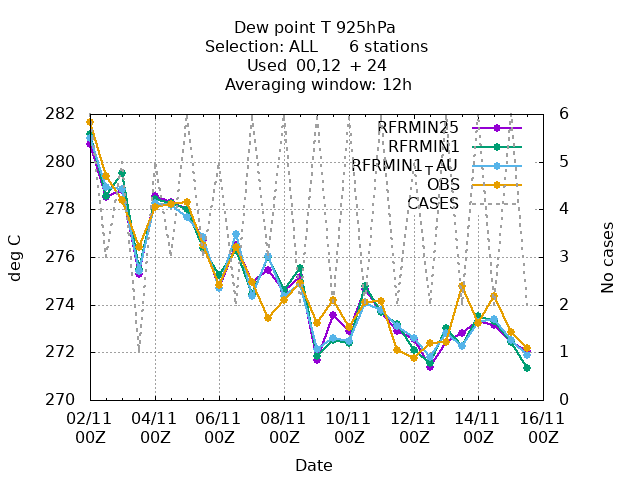 Dew point T 925hPa
Selection: ALL 6 stations
Used 00,12 + 24
Averaging window: 12h
282
280
278
276
274
272
270
deg C
6
5
4
3
2
1
0
No cases
RFRMIN25
RFRMIN1
RFRMIN1_TAU
OBS
CASES
02/11 04/11 06/11 08/11 10/11 12/11 14/11 16/11
00Z 00Z 00Z 00Z 00Z 00Z 00Z 00Z
Date